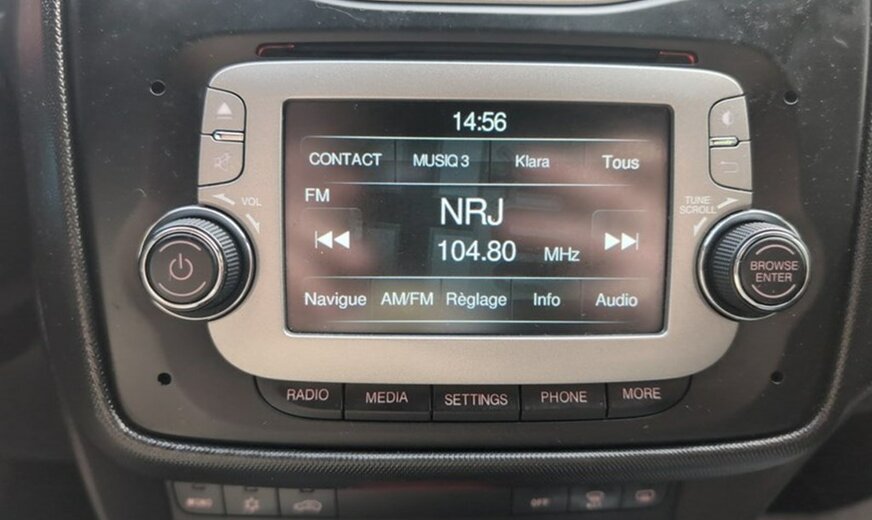 14:56
CONTACT MUSIQ 3 Klara Tous
VOL
TUNE
SCROLL
FM
NRJ
104.80 MHz
BROWSE
ENTER
Navigue AM/FM Règlage Info Audio
RADIO MEDIA SETTINGS PHONE MORE
OFF